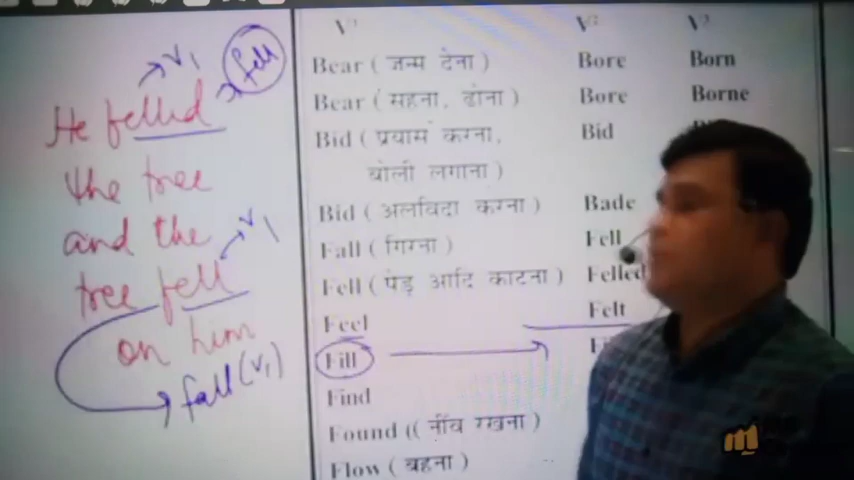 V1
fell
He felled
the tree
and the
V1
tree fell
on him
fall (V1)
V¹ V² V³
Bear ( जन्म देना ) Bore Born
Bear ( सहना, ढोना ) Bore Borne
Bid ( प्रयास करना, Bid
बोली लगाना )
Bid ( अलविदा करना ) Bade
Fall ( गिरना ) Fell
Fell ( पेड़ आदि काटना ) Felled
Feel Felt
Fill
Find
Found (( नींव रखना )
Flow ( बहना )